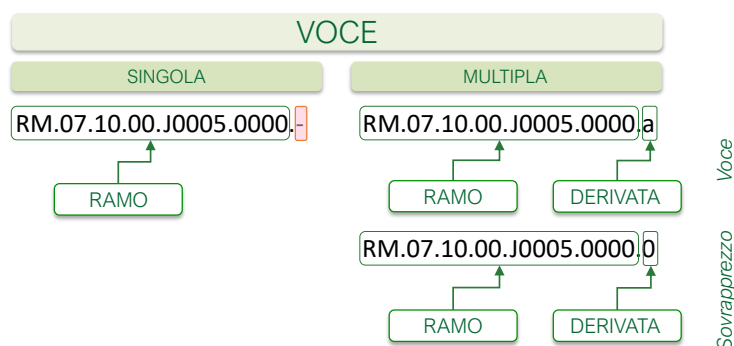 VOCE
SINGOLA
MULTIPLA
RM.07.10.00.J0005.0000.-
RM.07.10.00.J0005.0000.a
Voce
RAMO
RAMO
DERIVATA
RM.07.10.00.J0005.0000.0
Sovrapprezzo
RAMO
DERIVATA